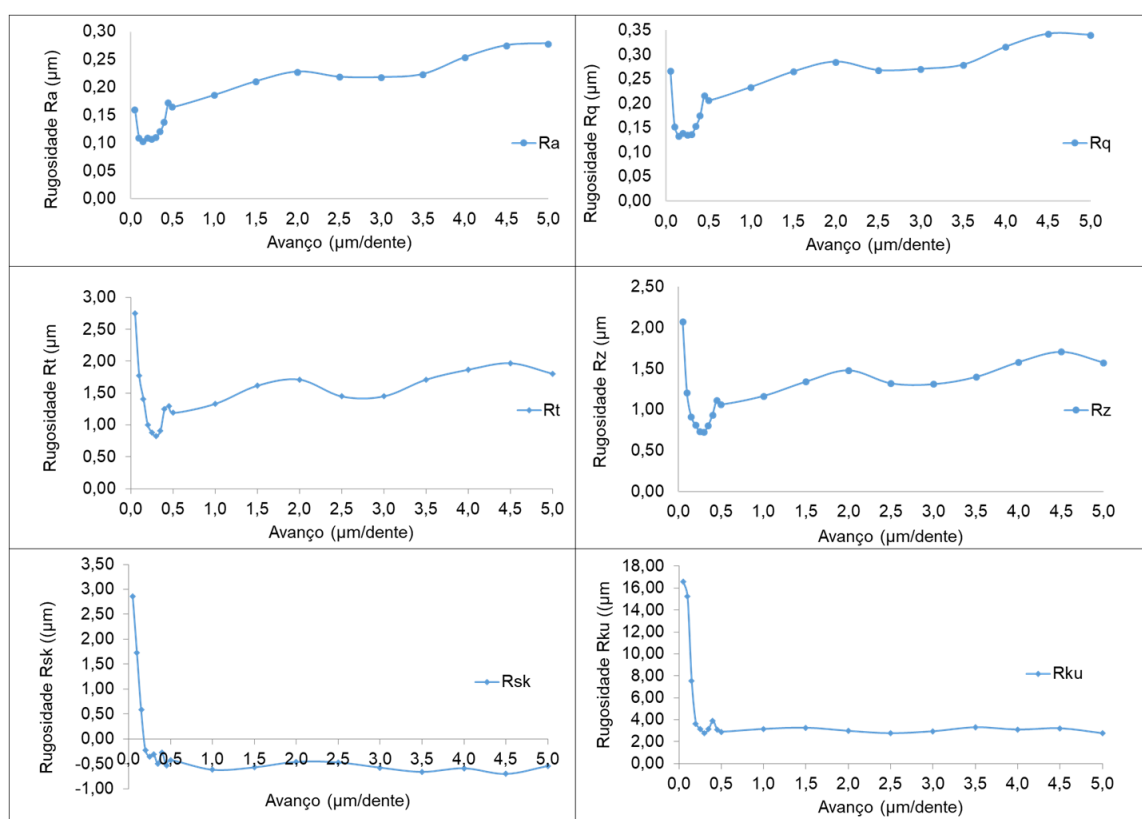 Rugosidade Ra (µm)
0,30
0,25
0,20
0,15
0,10
0,05
0,00
Ra
0,0 0,5 1,0 1,5 2,0 2,5 3,0 3,5 4,0 4,5 5,0
Avanço (µm/dente)
Rugosidade Rq (µm)
0,35
0,30
0,25
0,20
0,15
0,10
0,05
0,00
Rq
0,0 0,5 1,0 1,5 2,0 2,5 3,0 3,5 4,0 4,5 5,0
Avanço (µm/dente)
Rugosidade Rt (µm
3,00
2,50
2,00
1,50
1,00
0,50
0,00
Rt
0,0 0,5 1,0 1,5 2,0 2,5 3,0 3,5 4,0 4,5 5,0
Avanço (µm/dente)
Rugosidade Rz (µm
2,50
2,00
1,50
1,00
0,50
0,00
Rz
0,0 0,5 1,0 1,5 2,0 2,5 3,0 3,5 4,0 4,5 5,0
Avanço (µm/dente)
Rugosidade Rsk ((µm)
3,50
3,00
2,50
2,00
1,50
1,00
0,50
0,00
-0,50
-1,00
Rsk
0,0 0,5 1,0 1,5 2,0 2,5 3,0 3,5 4,0 4,5 5,0
Avanço (µm/dente)
Rugosidade Rku ((µm
18,00
16,00
14,00
12,00
10,00
8,00
6,00
4,00
2,00
0,00
Rku
0,0 0,5 1,0 1,5 2,0 2,5 3,0 3,5 4,0 4,5 5,0
Avanço (µm/dente)